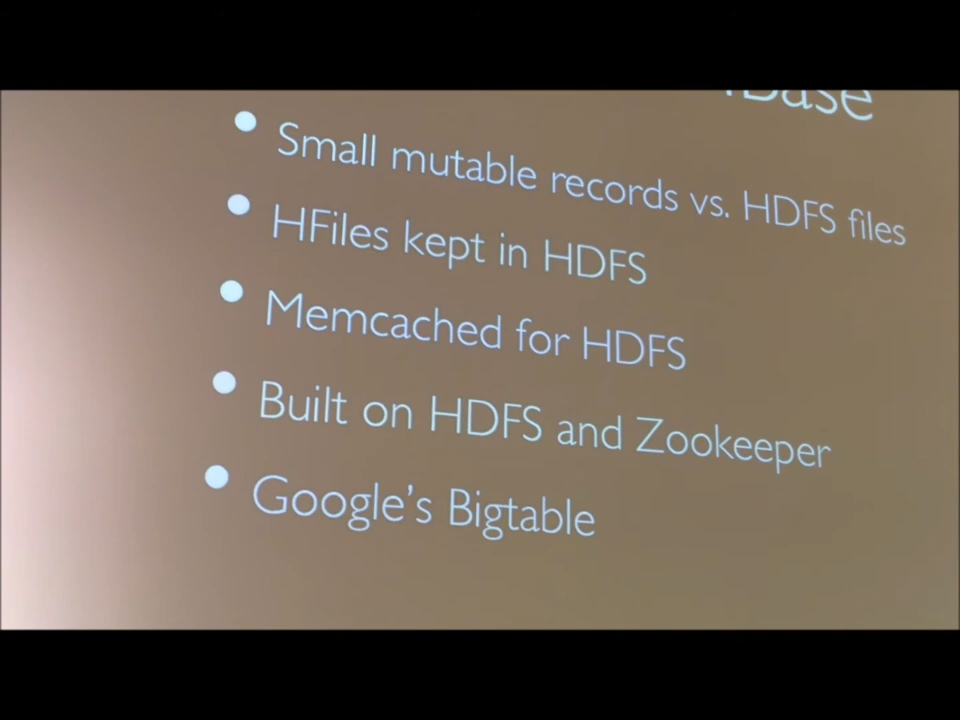 • Small mutable records vs. HDFS files
• HFiles kept in HDFS
• Memcached for HDFS
• Built on HDFS and Zookeeper
• Google's Bigtable